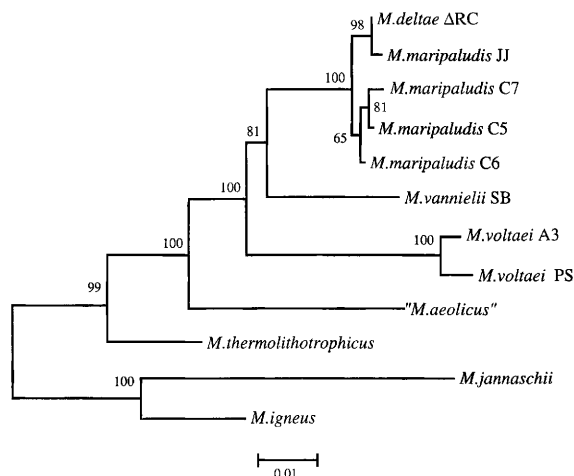 M.deltae ΔRC
98
M.maripaludis JJ
100
M.maripaludis C7
81
M.maripaludis C5
65
M.maripaludis C6
81
M.vannielii SB
100
M.voltaei A3
100
M.voltaei PS
100
"M.aeolicus"
99
M.thermolithotrophicus
M.jannaschii
100
M.igneus
0.01